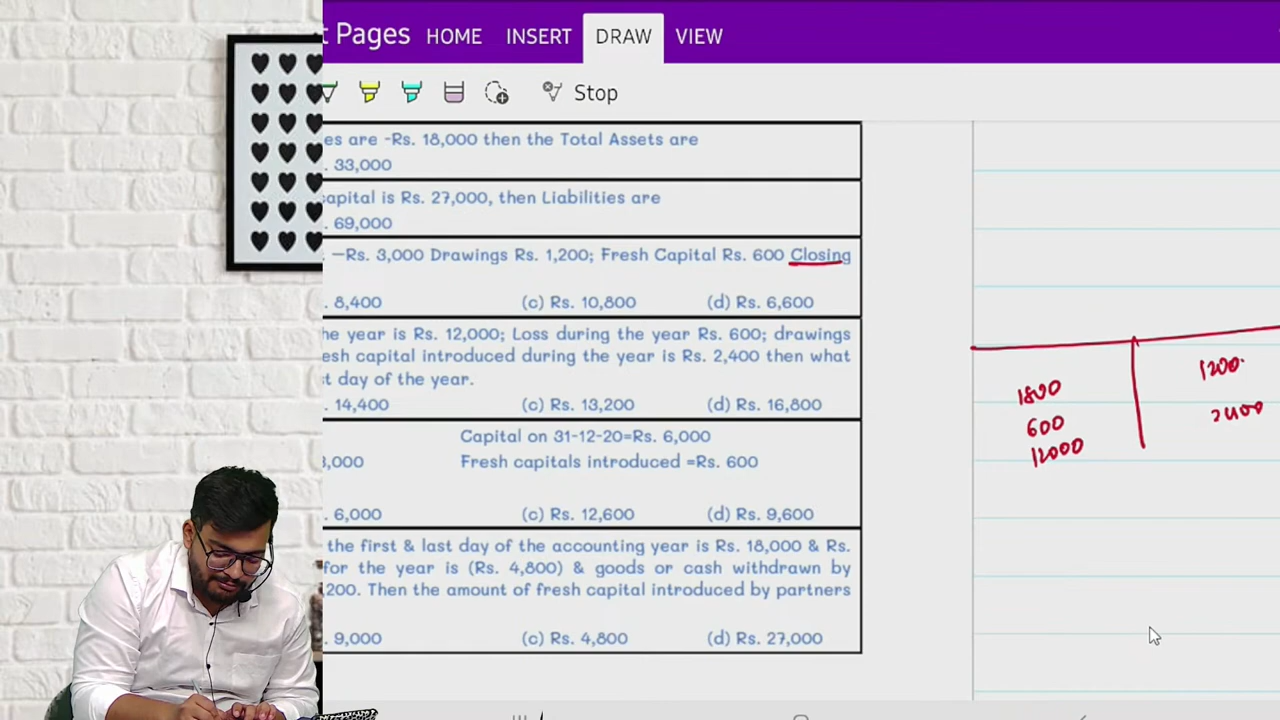 t Pages HOME INSERT DRAW VIEW
Stop
es are -Rs. 18,000 then the Total Assets are
. 33,000
capital is Rs. 27,000, then Liabilities are
. 69,000
. —Rs. 3,000 Drawings Rs. 1,200; Fresh Capital Rs. 600 Closing
. 8,400 (c) Rs. 10,800 (d) Rs. 6,600
he year is Rs. 12,000; Loss during the year Rs. 600; drawings
esh capital introduced during the year is Rs. 2,400 then what
t day of the year.
. 14,400 (c) Rs. 13,200 (d) Rs. 16,800
Capital on 31-12-20=Rs. 6,000
3,000 Fresh capitals introduced =Rs. 600
. 6,000 (c) Rs. 12,600 (d) Rs. 9,600
the first & last day of the accounting year is Rs. 18,000 & Rs.
for the year is (Rs. 4,800) & goods or cash withdrawn by
,200. Then the amount of fresh capital introduced by partners
. 9,000 (c) Rs. 4,800 (d) Rs. 27,000
1800
600
12000
1200
2400